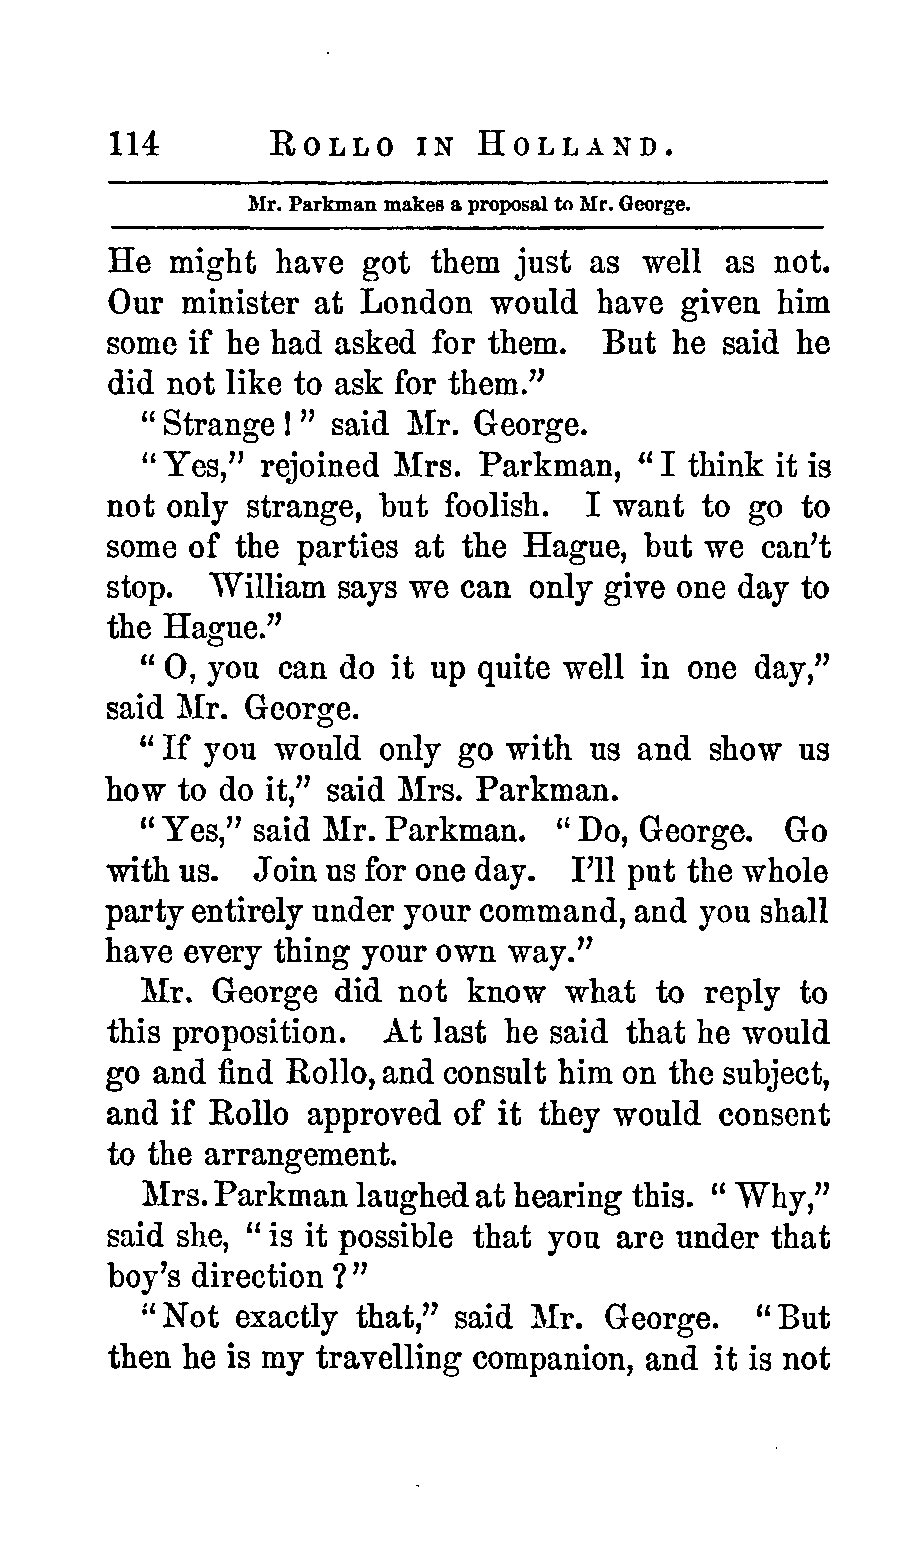 114 ROLLO IN HOLLAND.
Mr. Parkman makes a proposal to Mr. George.
He might have got them just as well as not.
Our minister at London would have given him
some if he had asked for them. But he said he
did not like to ask for them."
"Strange!" said Mr. George.
"Yes," rejoined Mrs. Parkman, "I think it is
not only strange, but foolish. I want to go to
some of the parties at the Hague, but we can't
stop. William says we can only give one day to
the Hague."
"O, you can do it up quite well in one day,"
said Mr. George.
"If you would only go with us and show us
how to do it," said Mrs. Parkman.
"Yes," said Mr. Parkman. "Do, George. Go
with us. Join us for one day. I'll put the whole
party entirely under your command, and you shall
have every thing your own way."
Mr. George did not know what to reply to
this proposition. At last he said that he would
go and find Rollo, and consult him on the subject,
and if Rollo approved of it they would consent
to the arrangement.
Mrs. Parkman laughed at hearing this. "Why,"
said she, "is it possible that you are under that
boy's direction?"
"Not exactly that," said Mr. George. "But
then he is my travelling companion, and it is not